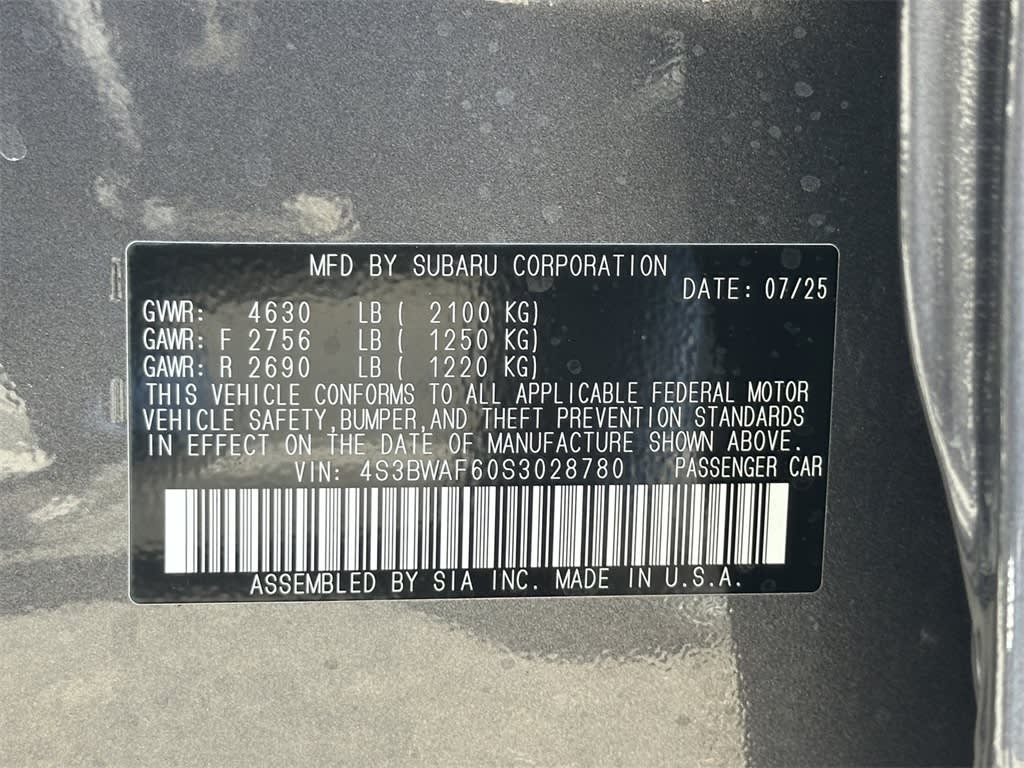 MFD BY SUBARU CORPORATION
DATE: 07/25
GVWR: 4630 LB ( 2100 KG)
GAWR: F 2756 LB ( 1250 KG)
GAWR: R 2690 LB ( 1220 KG)
THIS VEHICLE CONFORMS TO ALL APPLICABLE FEDERAL MOTOR
VEHICLE SAFETY,BUMPER,AND THEFT PREVENTION STANDARDS
IN EFFECT ON THE DATE OF MANUFACTURE SHOWN ABOVE.
VIN: 4S3BWAF60S3028780 PASSENGER CAR
ASSEMBLED BY SIA INC. MADE IN U.S.A.